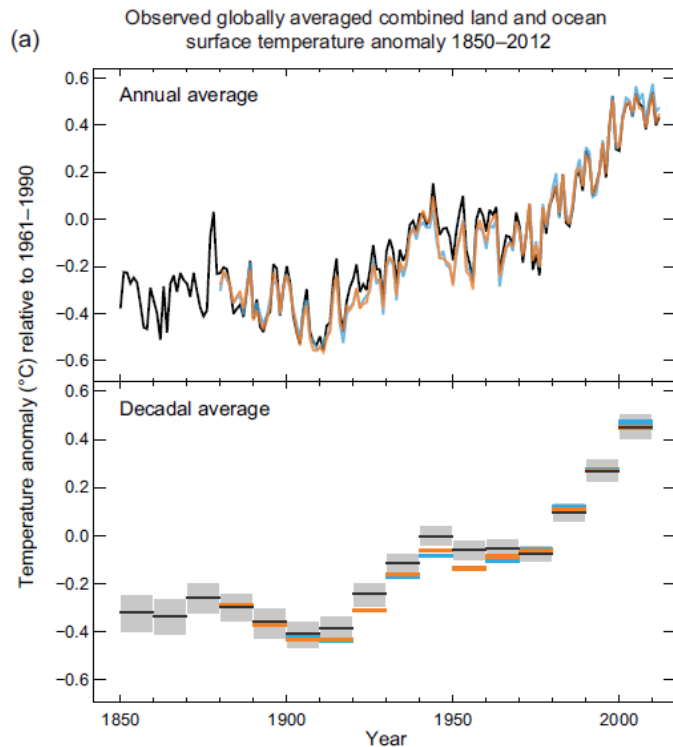 Observed globally averaged combined land and ocean
surface temperature anomaly 1850–2012
(a)
Annual average
0.6
0.4
0.2
0.0
−0.2
−0.4
−0.6
Temperature anomaly (°C) relative to 1961–1990
Decadal average
0.4
0.2
0.0
−0.2
−0.4
−0.6
1850
1900
1950
2000
Year